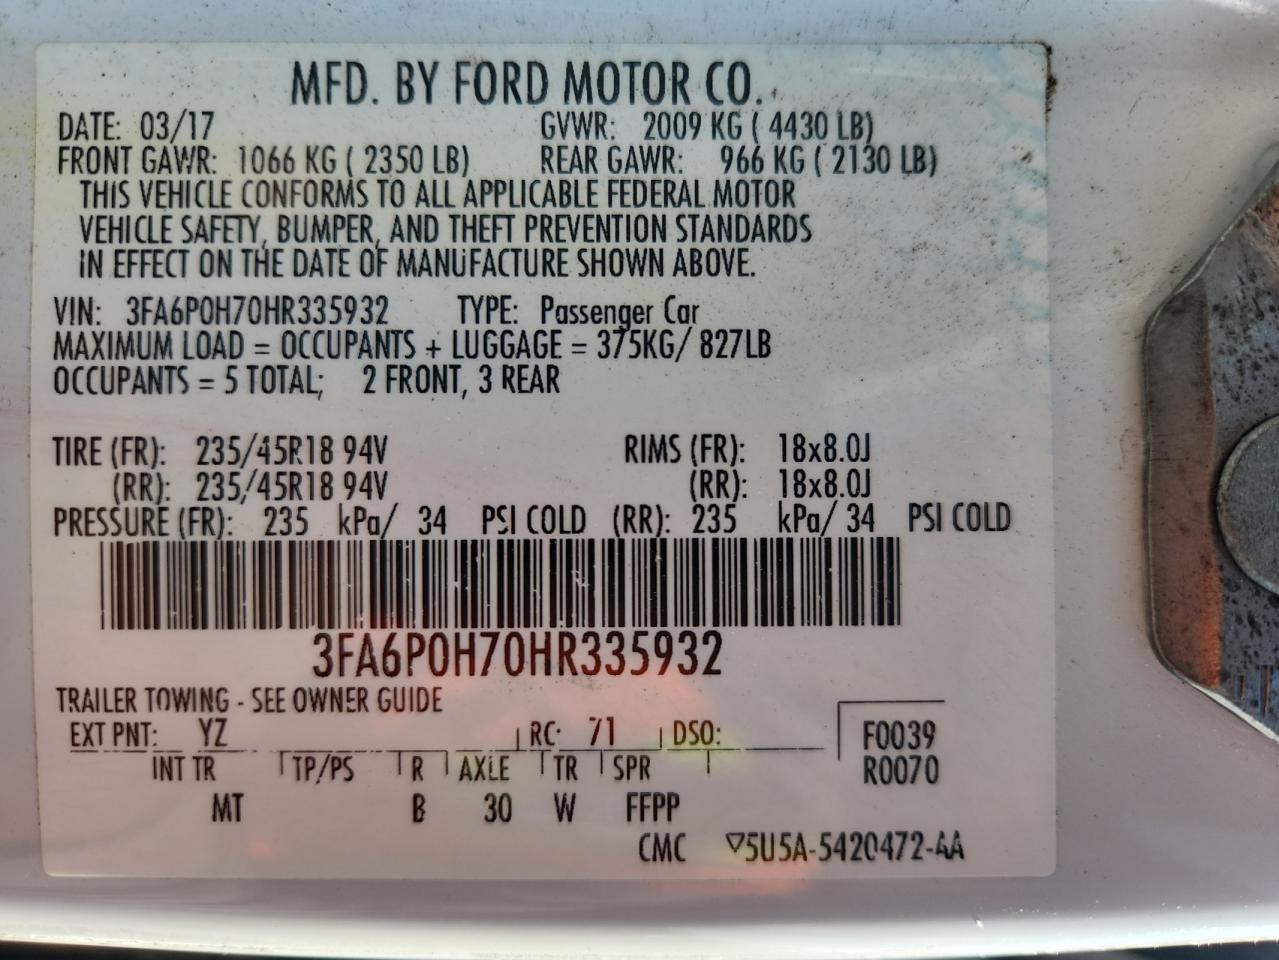 MFD. BY FORD MOTOR CO.
DATE: 03/17 GVWR: 2009 KG ( 4430 LB)
FRONT GAWR: 1066 KG ( 2350 LB) REAR GAWR: 966 KG ( 2130 LB)
THIS VEHICLE CONFORMS TO ALL APPLICABLE FEDERAL MOTOR
VEHICLE SAFETY, BUMPER, AND THEFT PREVENTION STANDARDS
IN EFFECT ON THE DATE OF MANUFACTURE SHOWN ABOVE.
VIN: 3FA6P0H70HR335932 TYPE: Passenger Car
MAXIMUM LOAD = OCCUPANTS + LUGGAGE = 375KG/ 827LB
OCCUPANTS = 5 TOTAL; 2 FRONT, 3 REAR
TIRE (FR): 235/45R18 94V RIMS (FR): 18x8.0J
(RR): 235/45R18 94V (RR): 18x8.0J
PRESSURE (FR): 235 kPa/ 34 PSI COLD (RR): 235 kPa/ 34 PSI COLD
3FA6P0H70HR335932
TRAILER TOWING - SEE OWNER GUIDE
EXT PNT: YZ RC: 71 DSO: F0039
INT TR TP/PS R AXLE TR SPR R0070
MT B 30 W FFPP
CMC ▽5U5A-5420472-AA